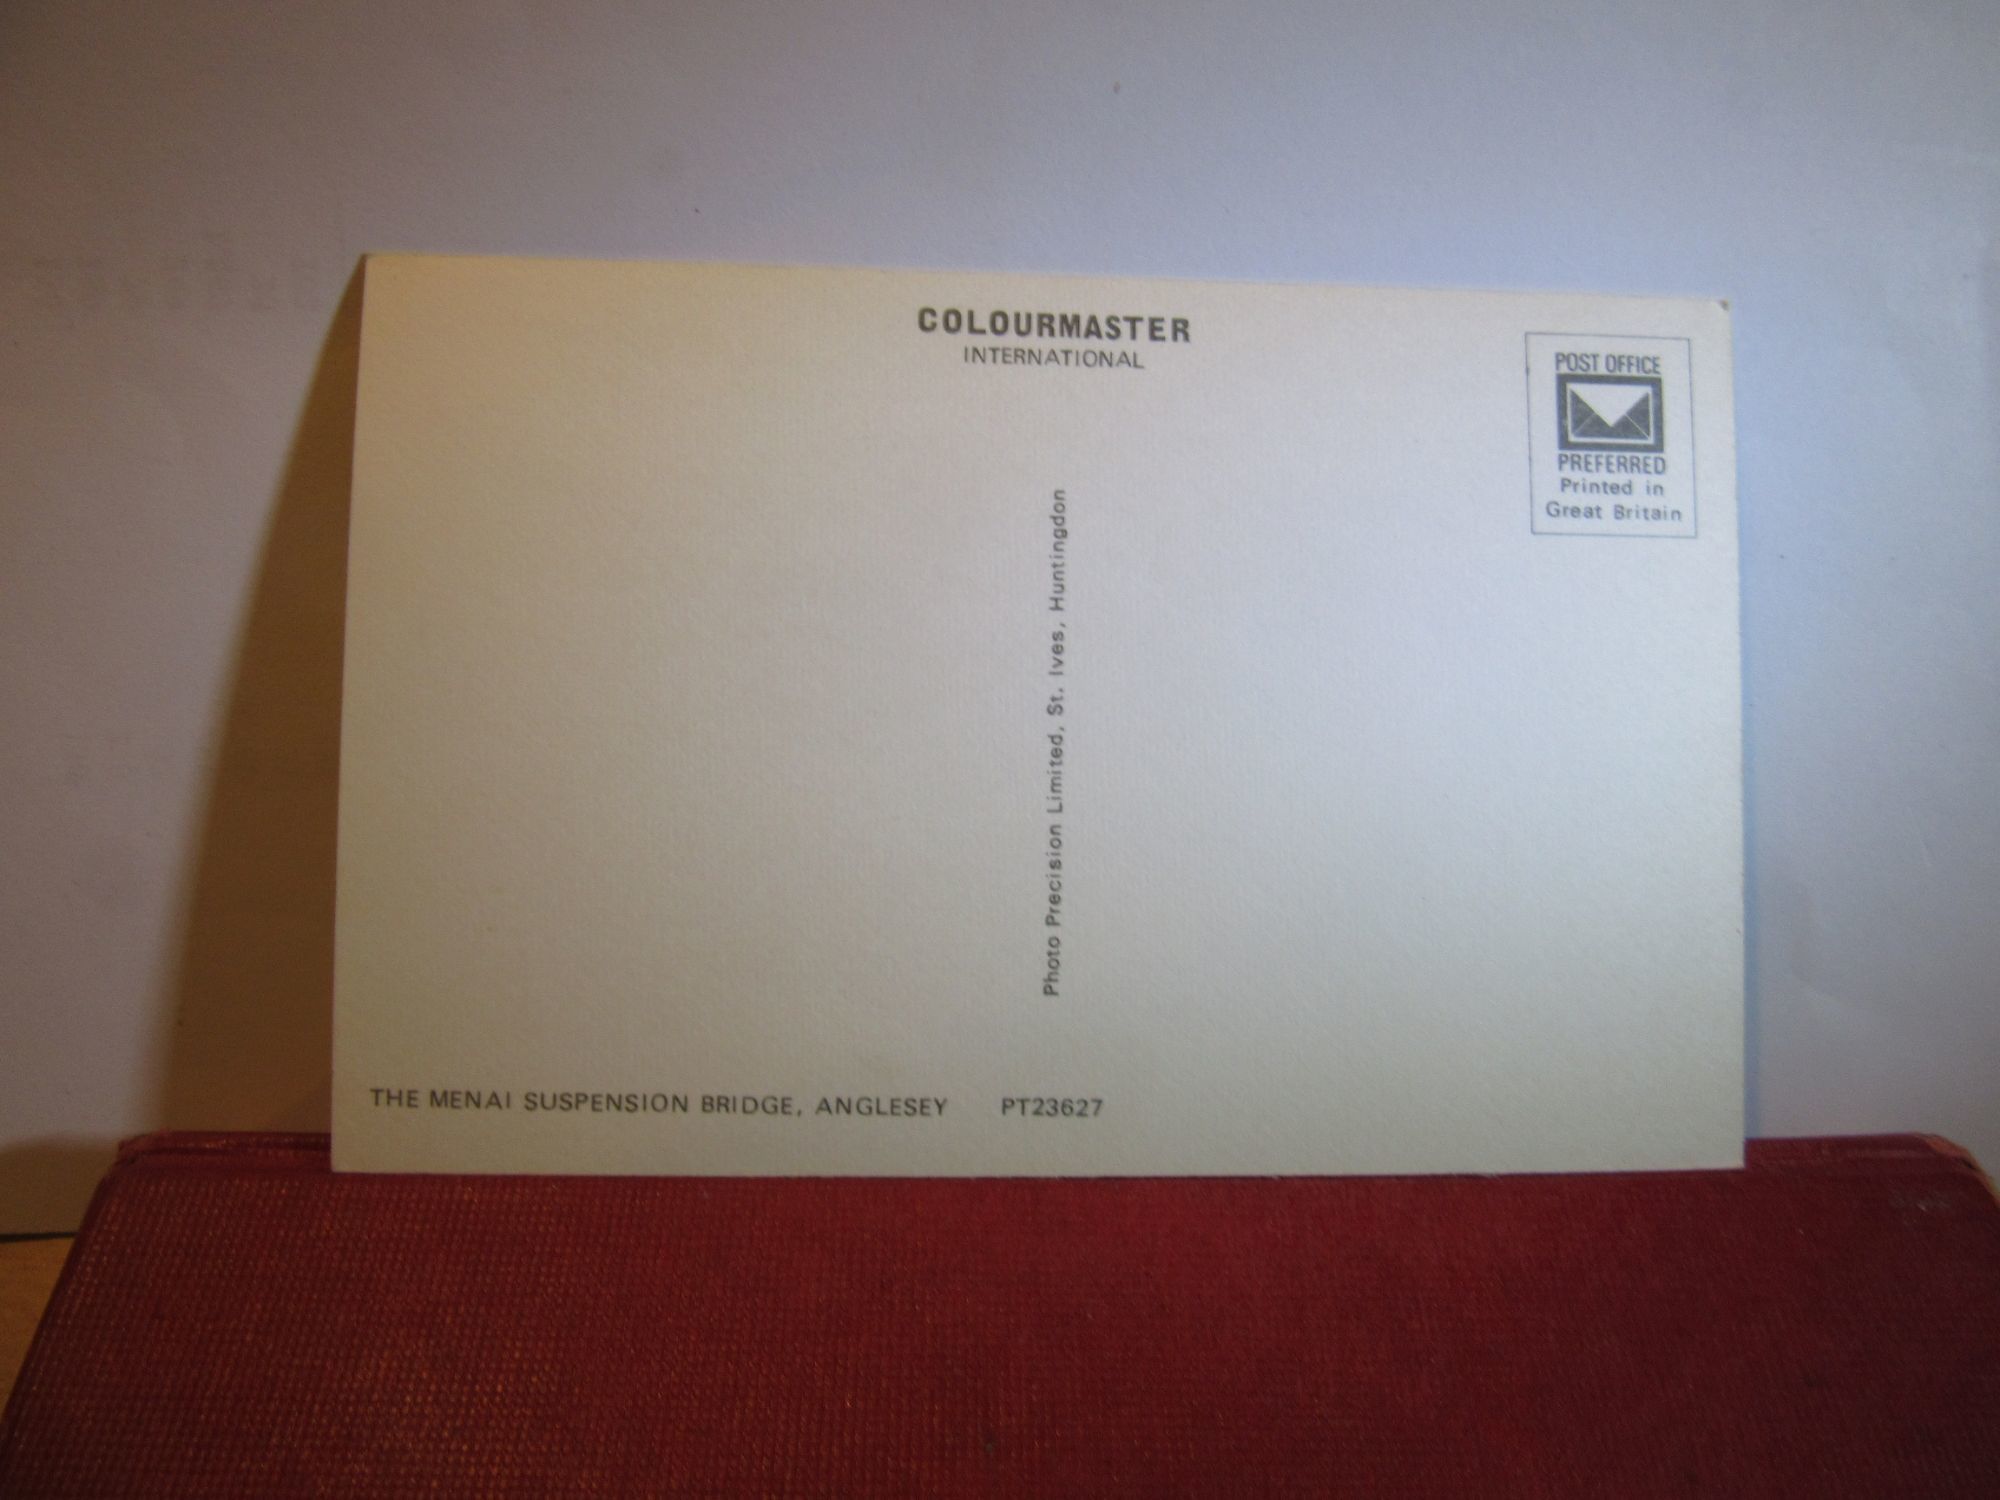 COLOURMASTER
INTERNATIONAL
POST OFFICE
PREFERRED
Printed in
Great Britain
Photo Precision Limited, St. Ives, Huntingdon
THE MENAI SUSPENSION BRIDGE, ANGLESEY PT23627